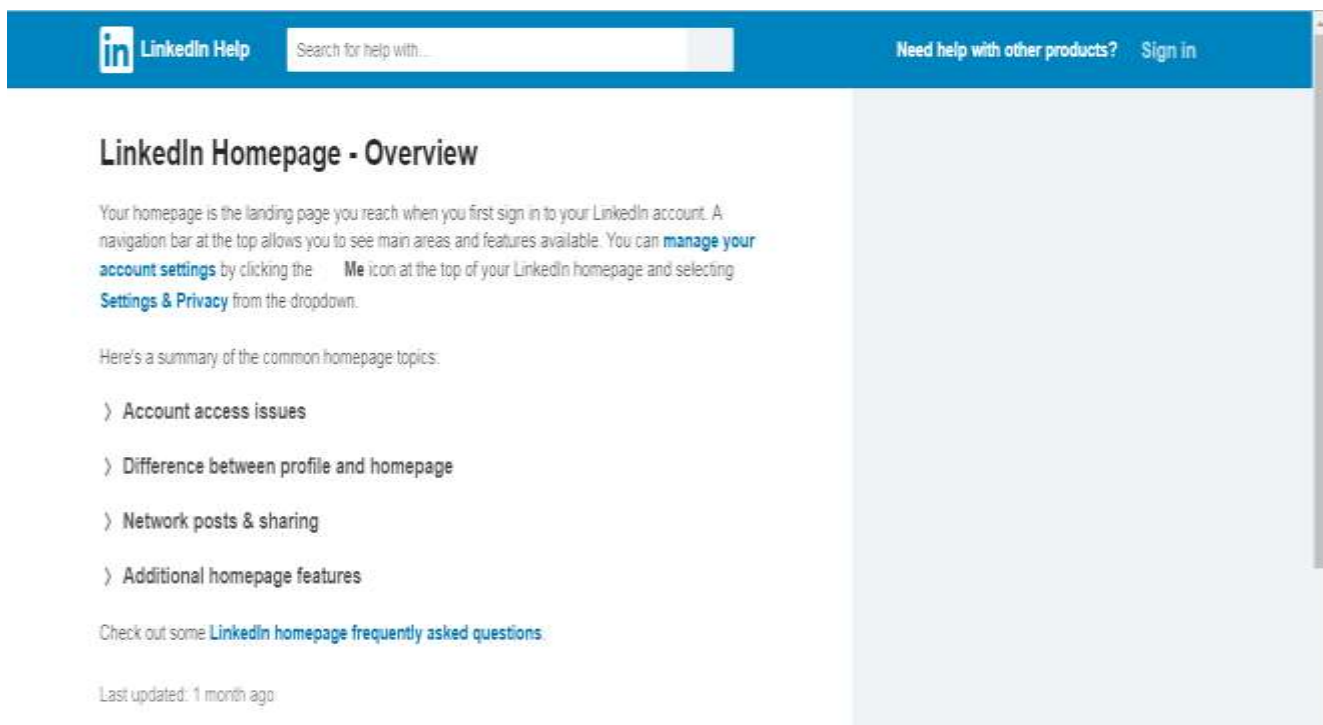 in LinkedIn Help
Search for help with...
Need help with other products? Sign in
LinkedIn Homepage - Overview
Your homepage is the landing page you reach when you first sign in to your LinkedIn account. A
navigation bar at the top allows you to see main areas and features available. You can manage your
account settings by clicking the Me icon at the top of your LinkedIn homepage and selecting
Settings & Privacy from the dropdown.
Here's a summary of the common homepage topics:
Account access issues
Difference between profile and homepage
Network posts & sharing
Additional homepage features
Check out some LinkedIn homepage frequently asked questions.
Last updated: 1 month ago